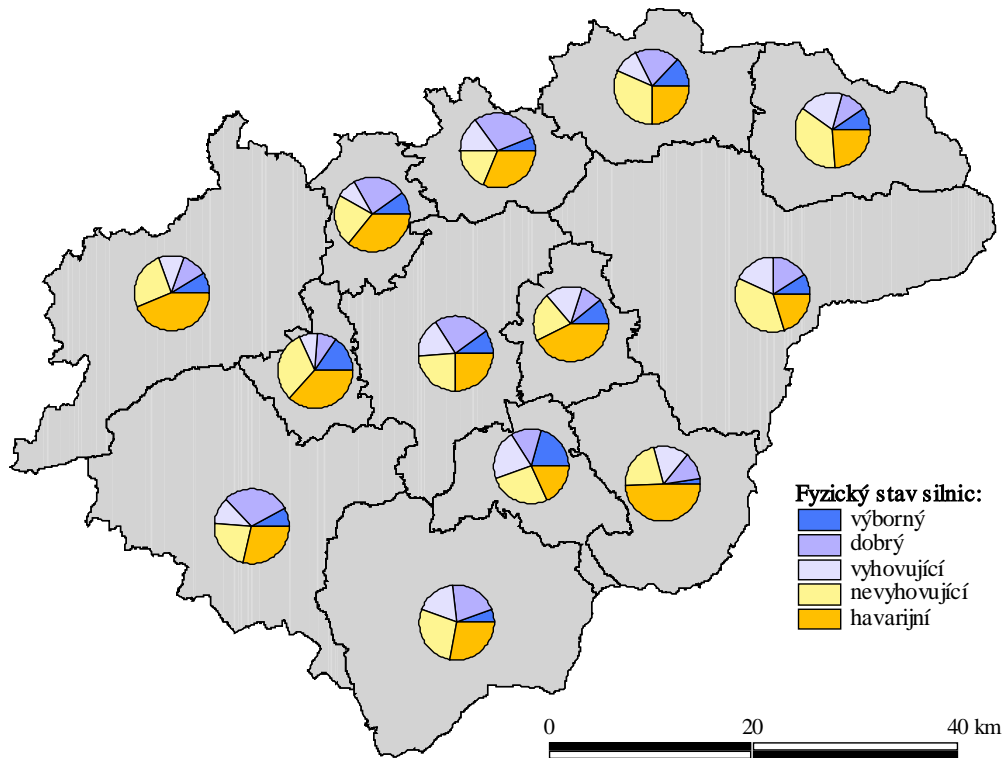 Fyzický stav silnic:
výborný
dobrý
vyhovující
nevyhovující
havarijní
0 20 40 km